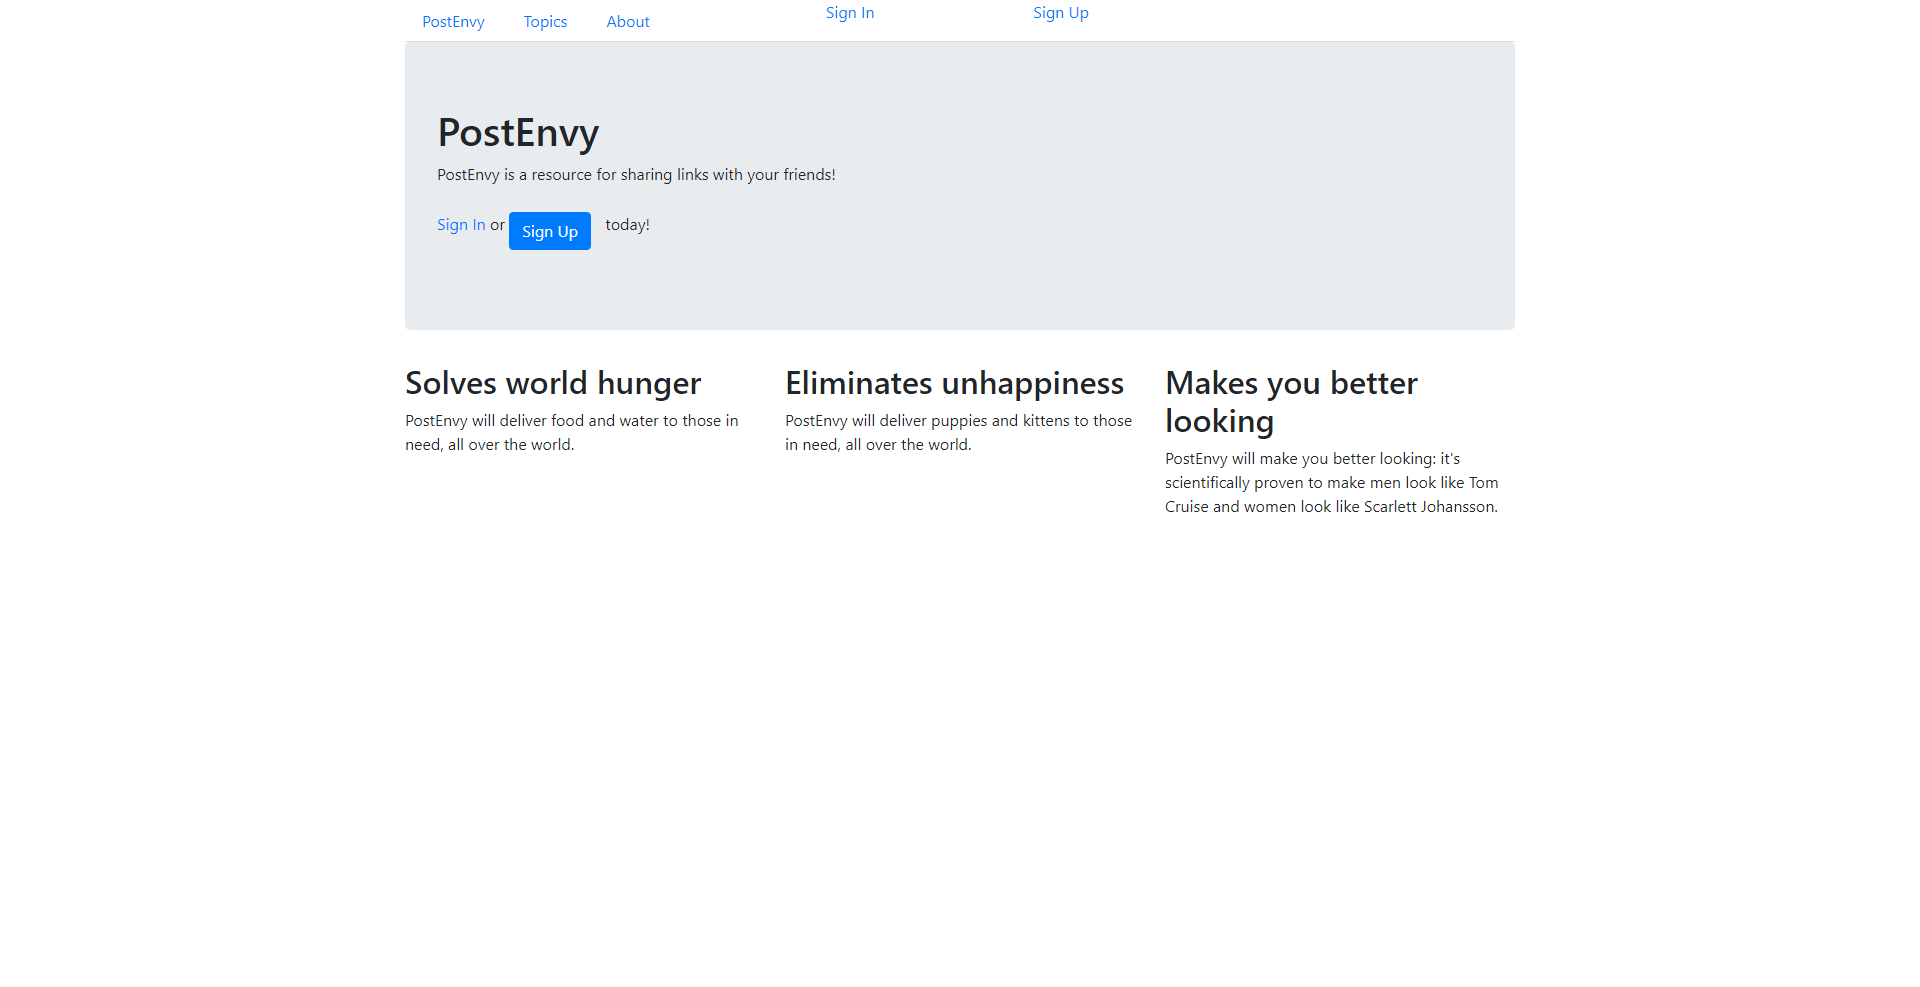 PostEnvy Topics About Sign In Sign Up
PostEnvy
PostEnvy is a resource for sharing links with your friends!
Sign In or Sign Up today!
Solves world hunger
PostEnvy will deliver food and water to those in
need, all over the world.
Eliminates unhappiness
PostEnvy will deliver puppies and kittens to those
in need, all over the world.
Makes you better
looking
PostEnvy will make you better looking: it's
scientifically proven to make men look like Tom
Cruise and women look like Scarlett Johansson.